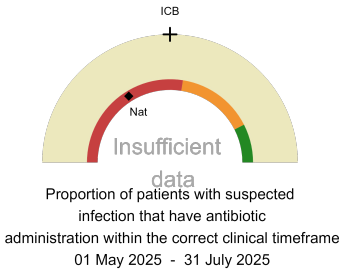 ICB
Nat
Insufficient
data
Proportion of patients with suspected
infection that have antibiotic
administration within the correct clinical timeframe
01 May 2025 - 31 July 2025